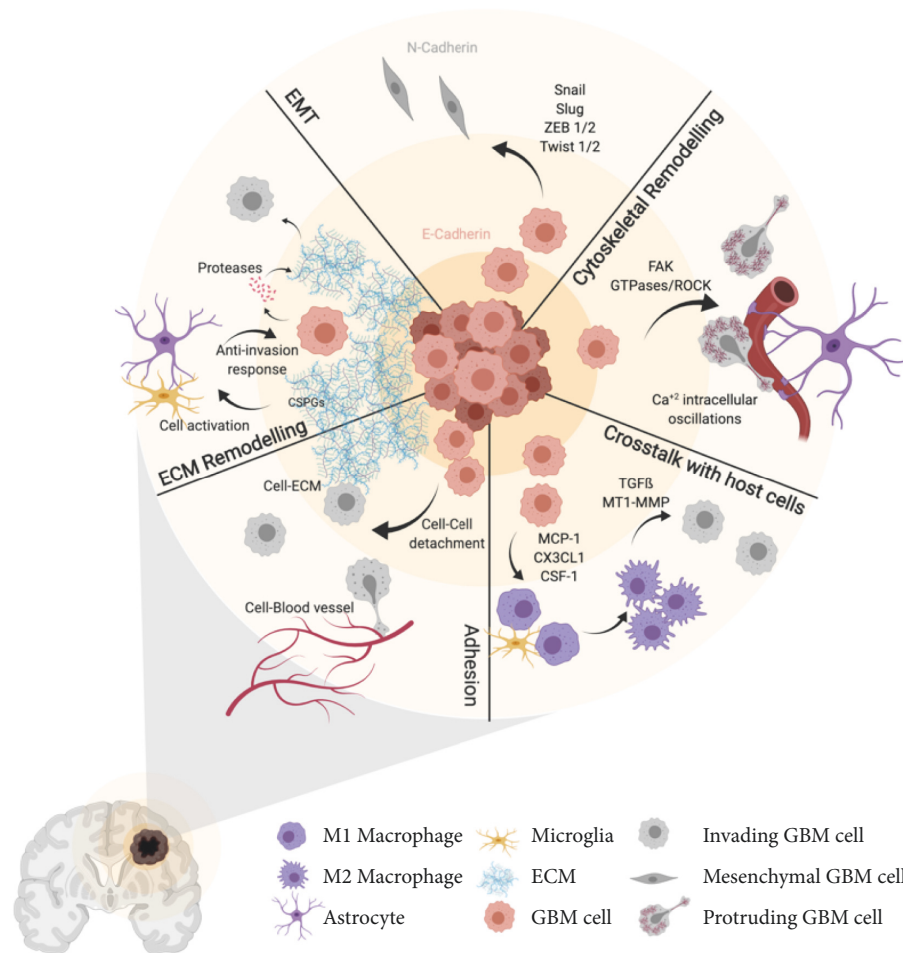 N-Cadherin
EMT
Snail
Slug
ZEB 1/2
Twist 1/2
Cytoskeletal Remodelling
E-Cadherin
FAK
GTPases/ROCK
Proteases
Anti-invasion
response
CSPGs
Cell activation
Ca+2 intracellular
oscillations
ECM Remodelling
Crosstalk with host cells
Cell-ECM
Cell-Cell
detachment
TGFß
MT1-MMP
MCP-1
CX3CL1
CSF-1
Cell-Blood vessel
Adhesion
M1 Macrophage
Microglia
Invading GBM cell
M2 Macrophage
ECM
Mesenchymal GBM cell
Astrocyte
GBM cell
Protruding GBM cell